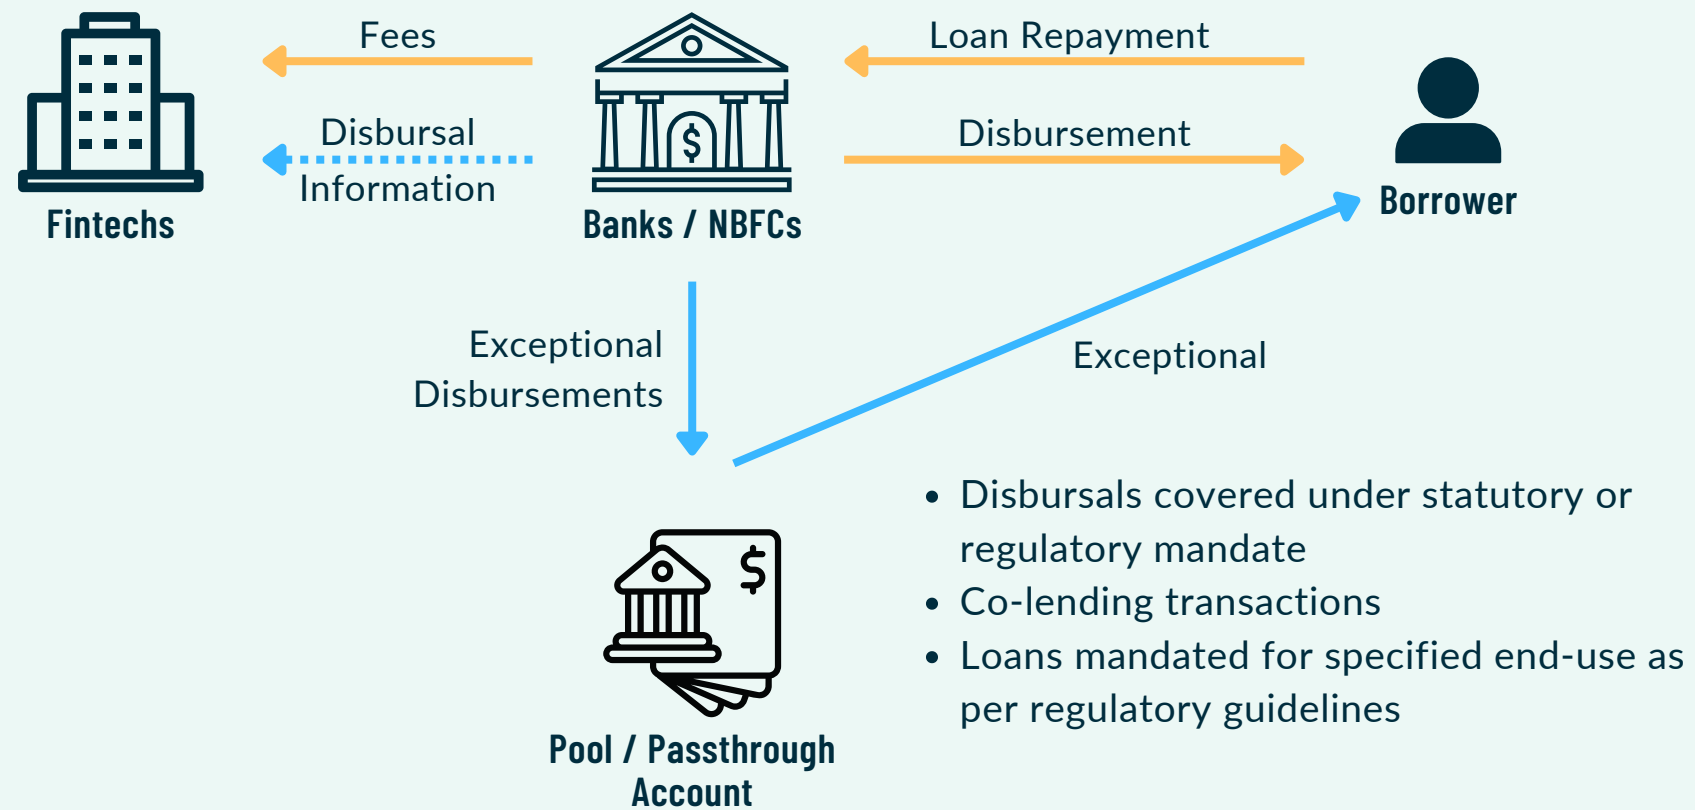 Fees
Loan Repayment
Disbursal
Information
Disbursement
Fintechs
Banks / NBFCs
Borrower
Exceptional
Disbursements
Exceptional
$
$
• Disbursals covered under statutory or
regulatory mandate
• Co-lending transactions
• Loans mandated for specified end-use as
per regulatory guidelines
Pool / Passthrough
Account